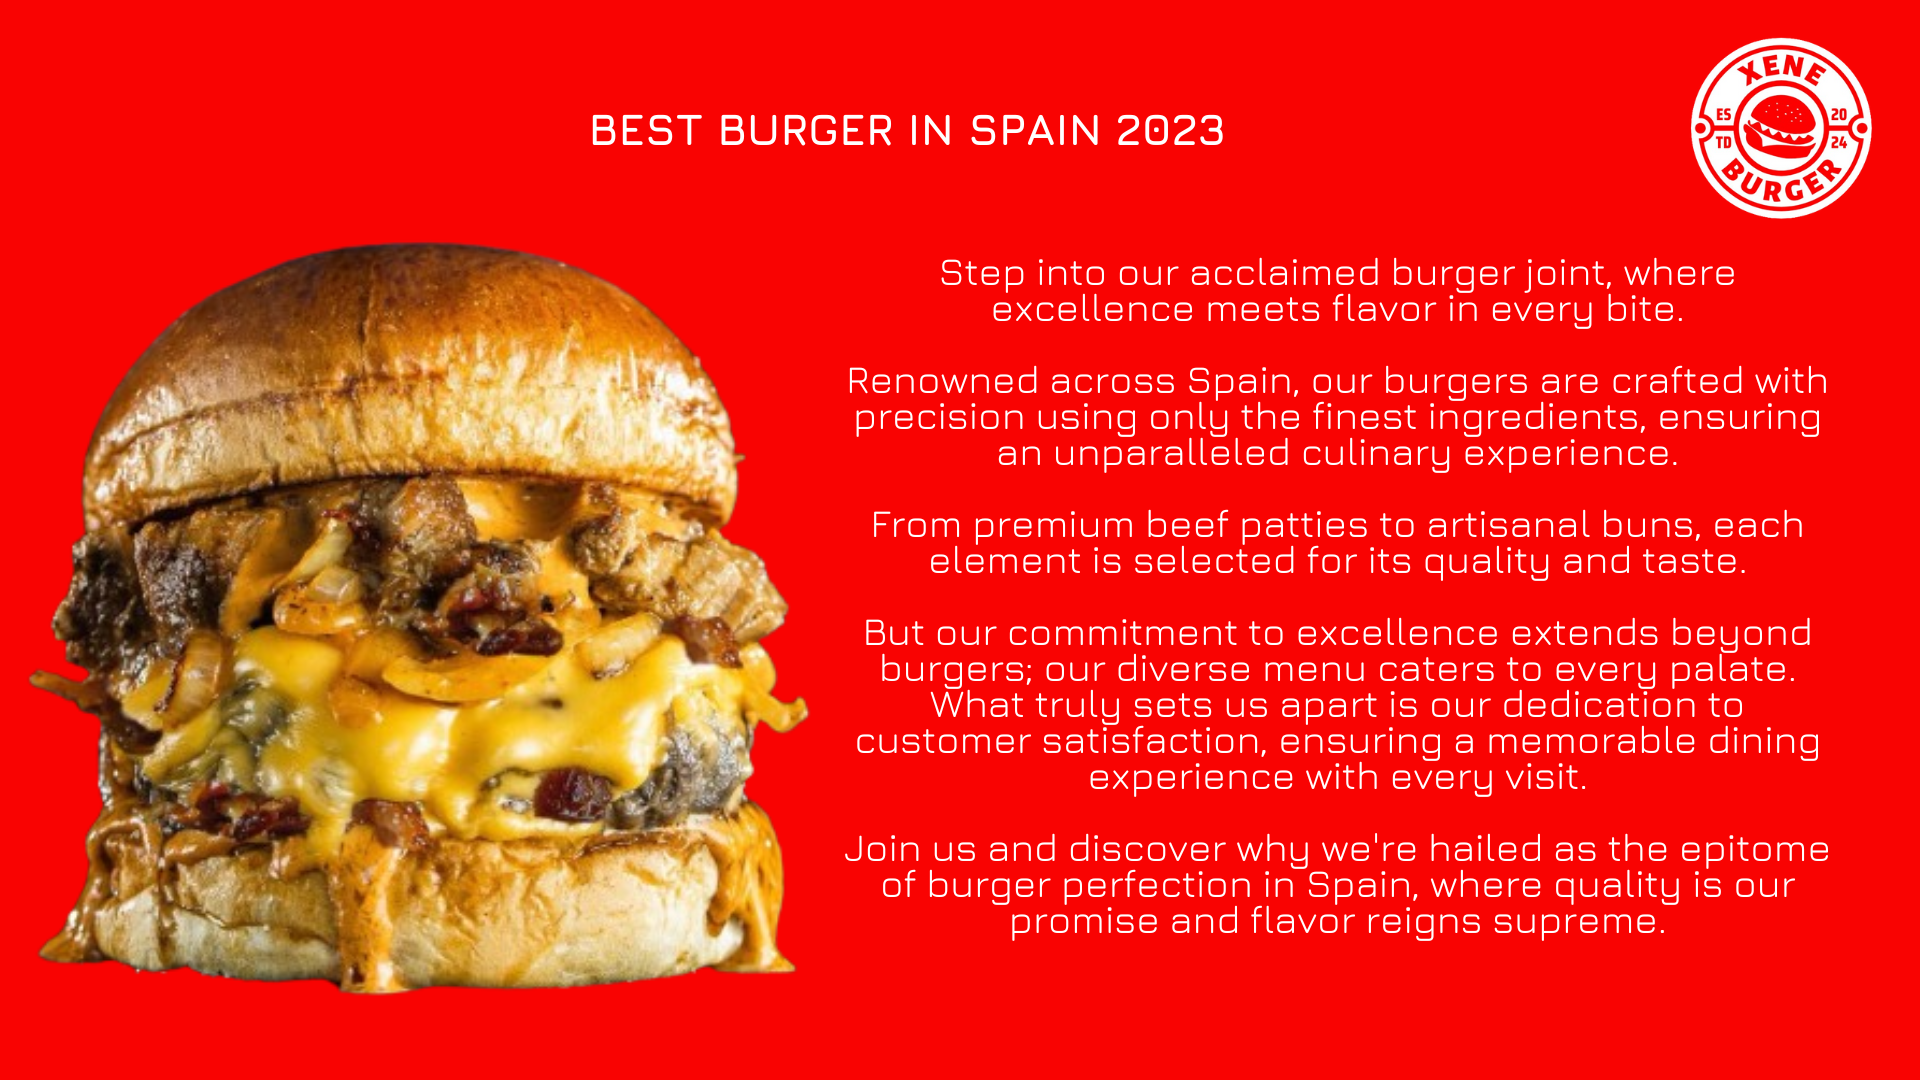 BEST BURGER IN SPAIN 2023
XENE
ES 20
TD 24
BURGER
Step into our acclaimed burger joint, where
excellence meets flavor in every bite.
Renowned across Spain, our burgers are crafted with
precision using only the finest ingredients, ensuring
an unparalleled culinary experience.
From premium beef patties to artisanal buns, each
element is selected for its quality and taste.
But our commitment to excellence extends beyond
burgers; our diverse menu caters to every palate.
What truly sets us apart is our dedication to
customer satisfaction, ensuring a memorable dining
experience with every visit.
Join us and discover why we're hailed as the epitome
of burger perfection in Spain, where quality is our
promise and flavor reigns supreme.